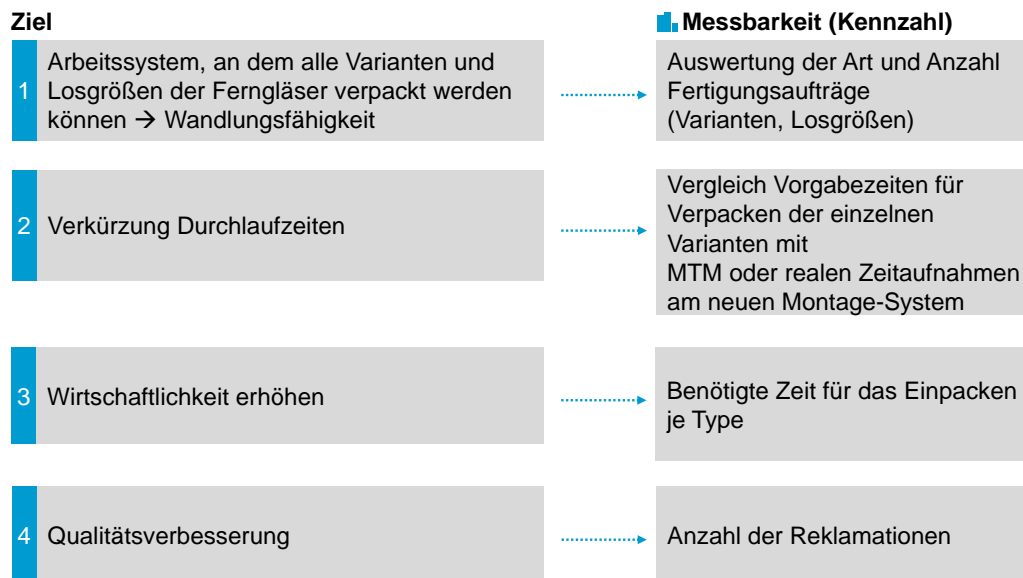 Ziel
Messbarkeit (Kennzahl)
1
Arbeitssystem, an dem alle Varianten und
Losgrößen der Ferngläser verpackt werden
können → Wandlungsfähigkeit
Auswertung der Art und Anzahl
Fertigungsaufträge
(Varianten, Losgrößen)
2
Verkürzung Durchlaufzeiten
Vergleich Vorgabezeiten für
Verpacken der einzelnen
Varianten mit
MTM oder realen Zeitaufnahmen
am neuen Montage-System
3
Wirtschaftlichkeit erhöhen
Benötigte Zeit für das Einpacken
je Type
4
Qualitätsverbesserung
Anzahl der Reklamationen